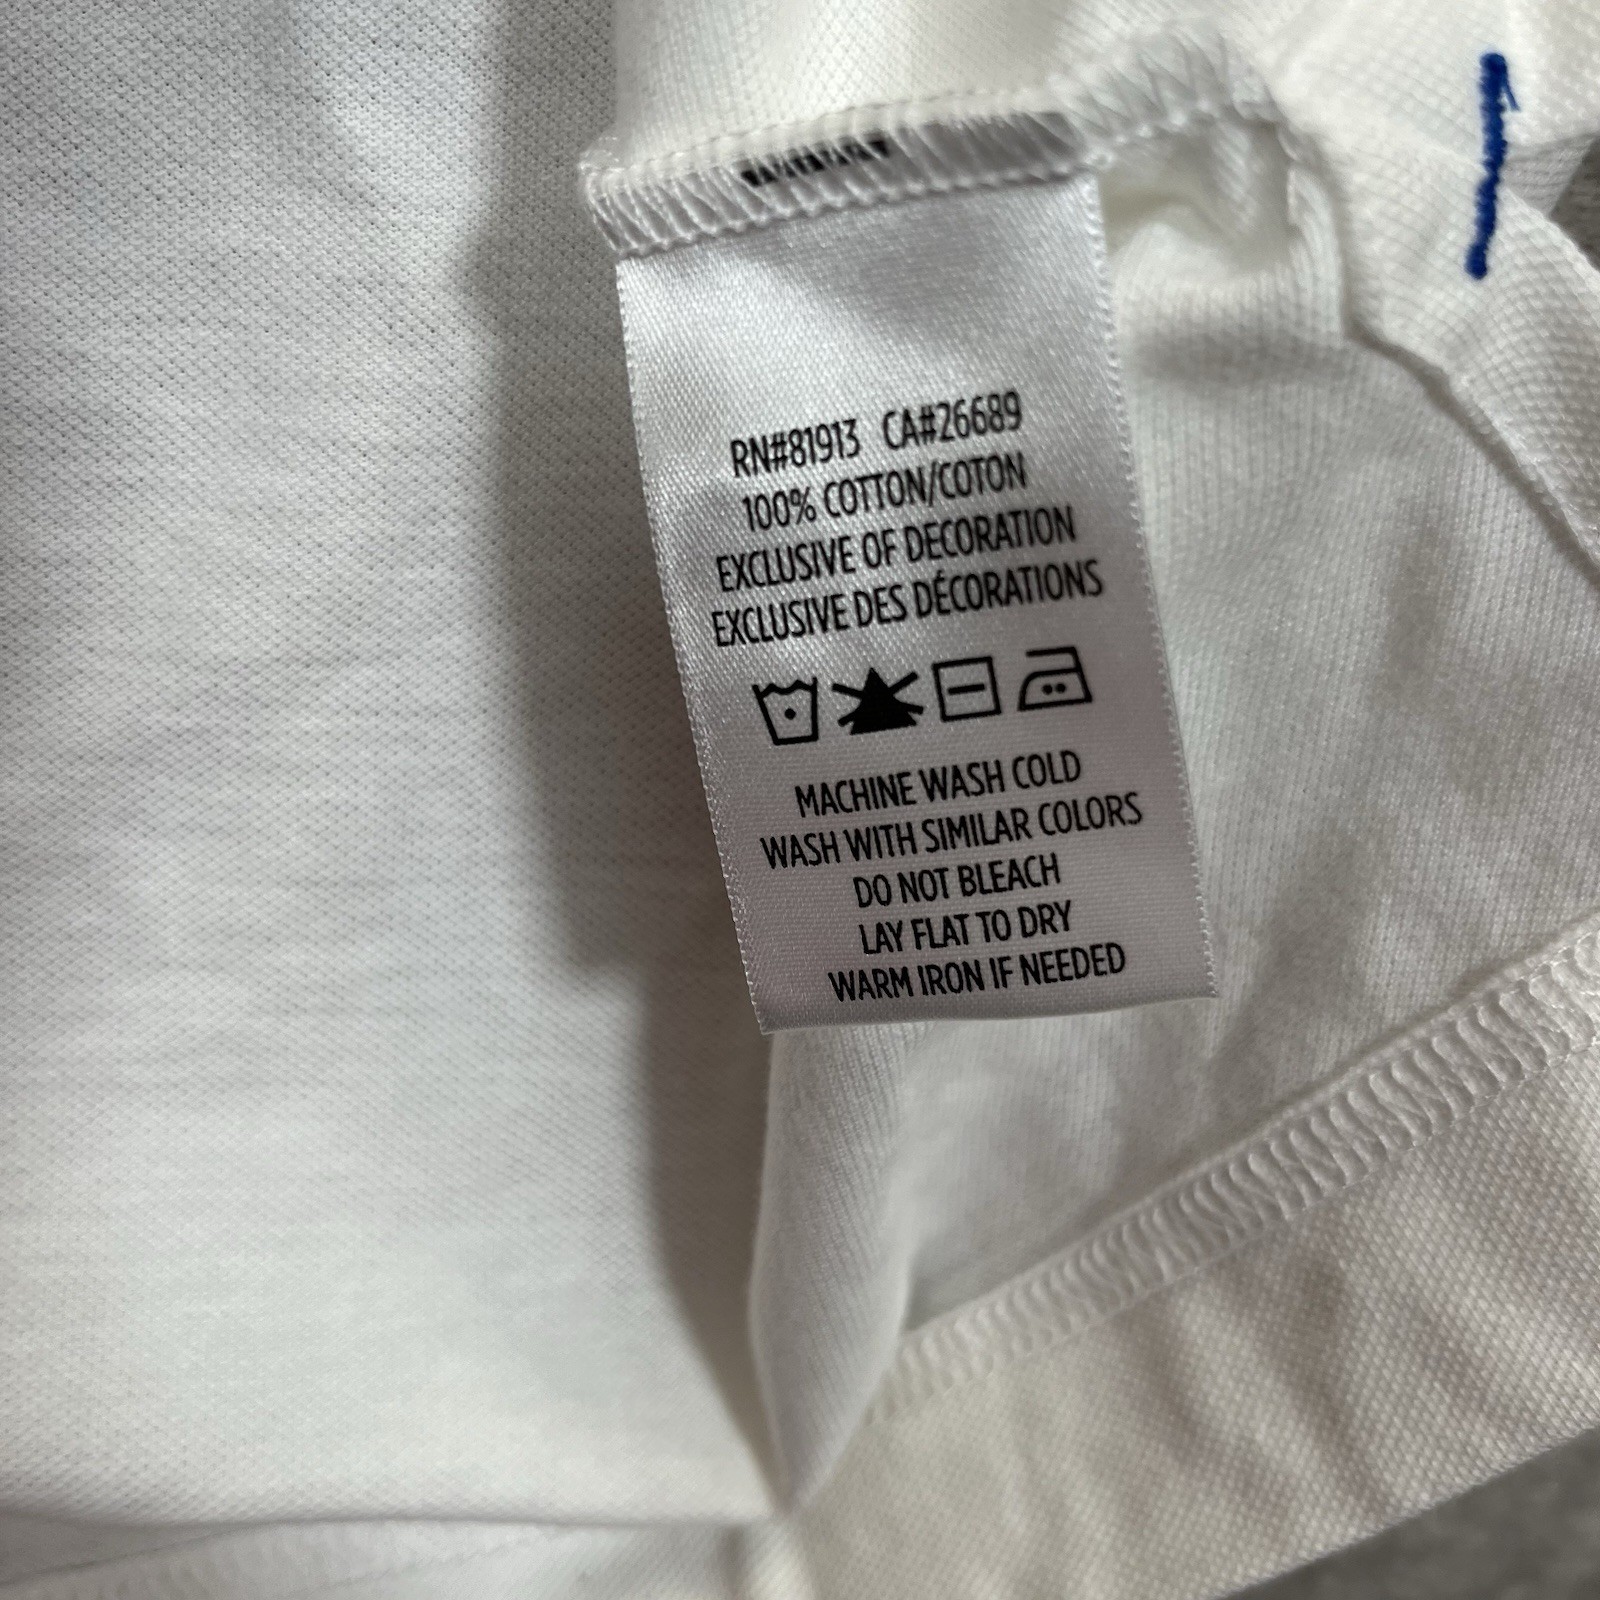 RN#81913 CA#26689
100% COTTON/COTON
EXCLUSIVE OF DECORATION
EXCLUSIVE DES DÉCORATIONS
MACHINE WASH COLD
WASH WITH SIMILAR COLORS
DO NOT BLEACH
LAY FLAT TO DRY
WARM IRON IF NEEDED